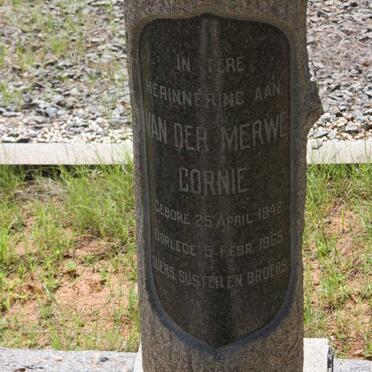 IN TERE
HERINNERING AAN
VAN DER MERWE
CORNIE
GEBORE 25 APRIL 1942
OORLEDE 5 FEBR. 1965
OUERS, SUSTER EN BROERS